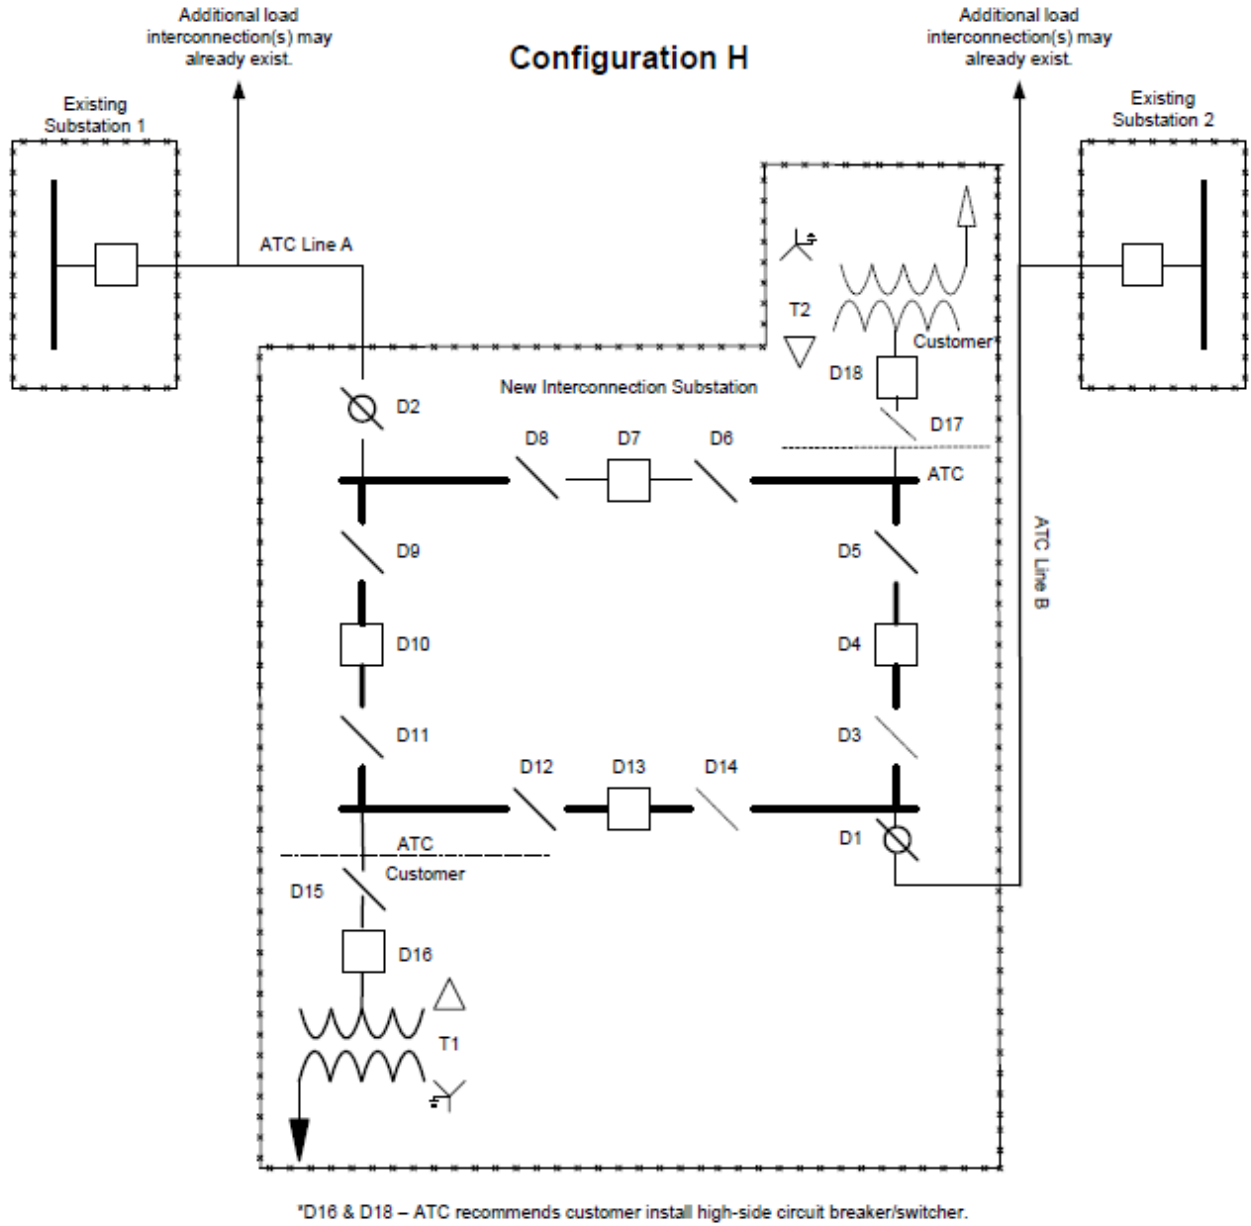 Additional load
interconnection(s) may
already exist.
Configuration H
Additional load
interconnection(s) may
already exist.
Existing
Substation 1
Existing
Substation 2
ATC Line A
T2
Customer
D18
New Interconnection Substation
D2
D17
D8
D7
D6
ATC
D9
D5
ATC Line B
D10
D4
D11
D3
D12
D13
D14
D1
ATC
Customer
D15
D16
T1
*D16 & D18 – ATC recommends customer install high-side circuit breaker/switcher.